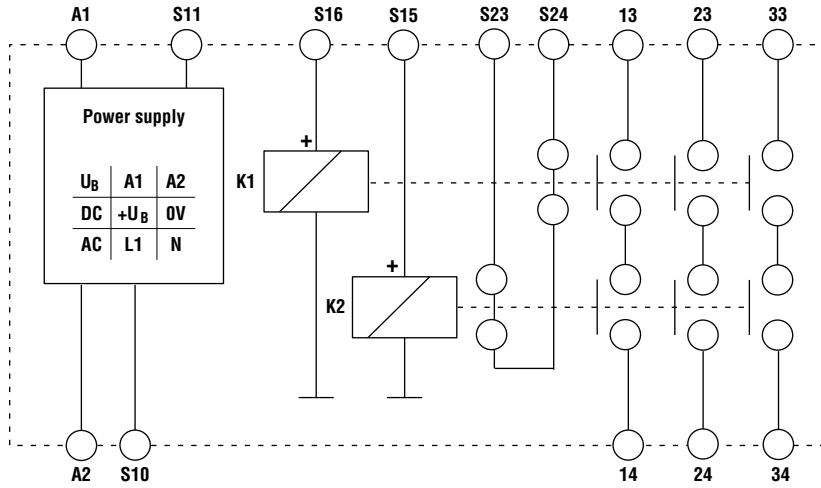 A1 S11 S16 S15 S23 S24 13 23 33
Power supply
UB A1 A2
DC +UB 0V
AC L1 N
+
K1
+
K2
A2 S10 14 24 34